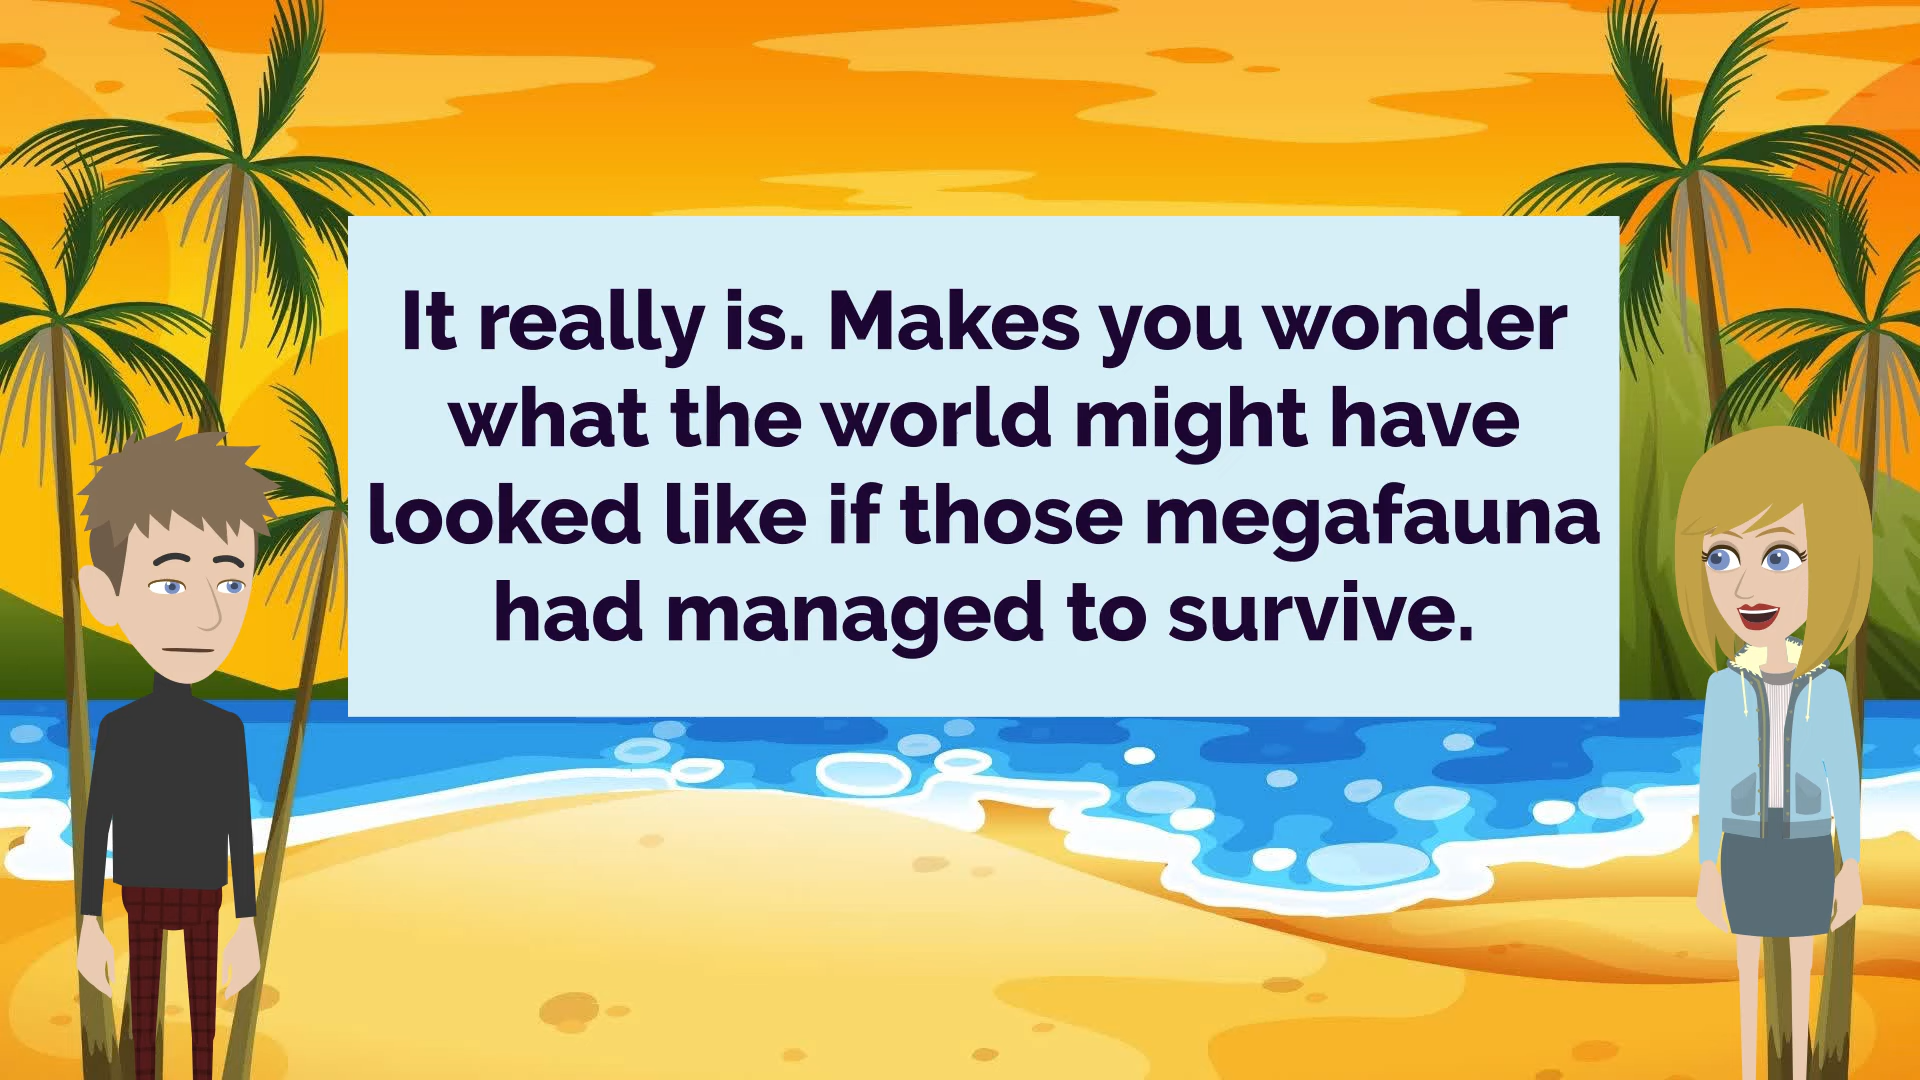 It really is. Makes you wonder
what the world might have
looked like if those megafauna
had managed to survive.